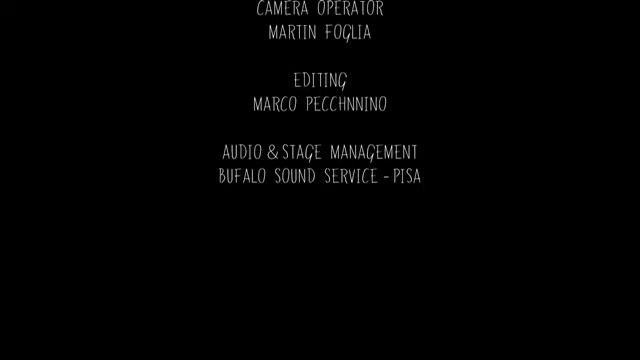 CAMERA OPERATOR
MARTIN FOGLIA
EDITING
MARCO PECCHNNINO
AUDIO & STAGE MANAGEMENT
BUFALO SOUND SERVICE - PISA